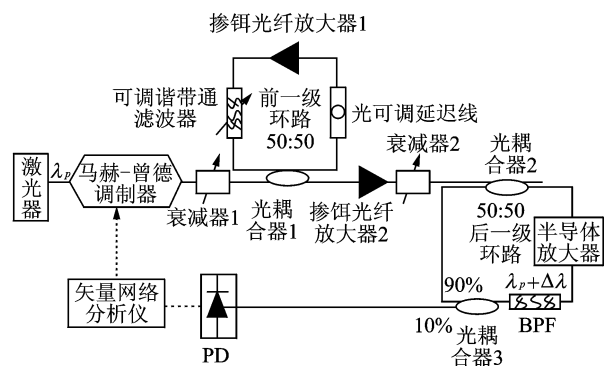 掺铒光纤放大器1
可调谐带通
滤波器
前一级
环路
50:50
光可调延迟线
衰减器2
光耦
合器2
激光器
λp
马赫-曾德
调制器
衰减器1
光耦
合器1
掺铒光纤
放大器2
50:50
后一级
环路
半导体
放大器
矢量网络
分析仪
PD
90%
λp+Δλ
10%
光耦
合器3
BPF